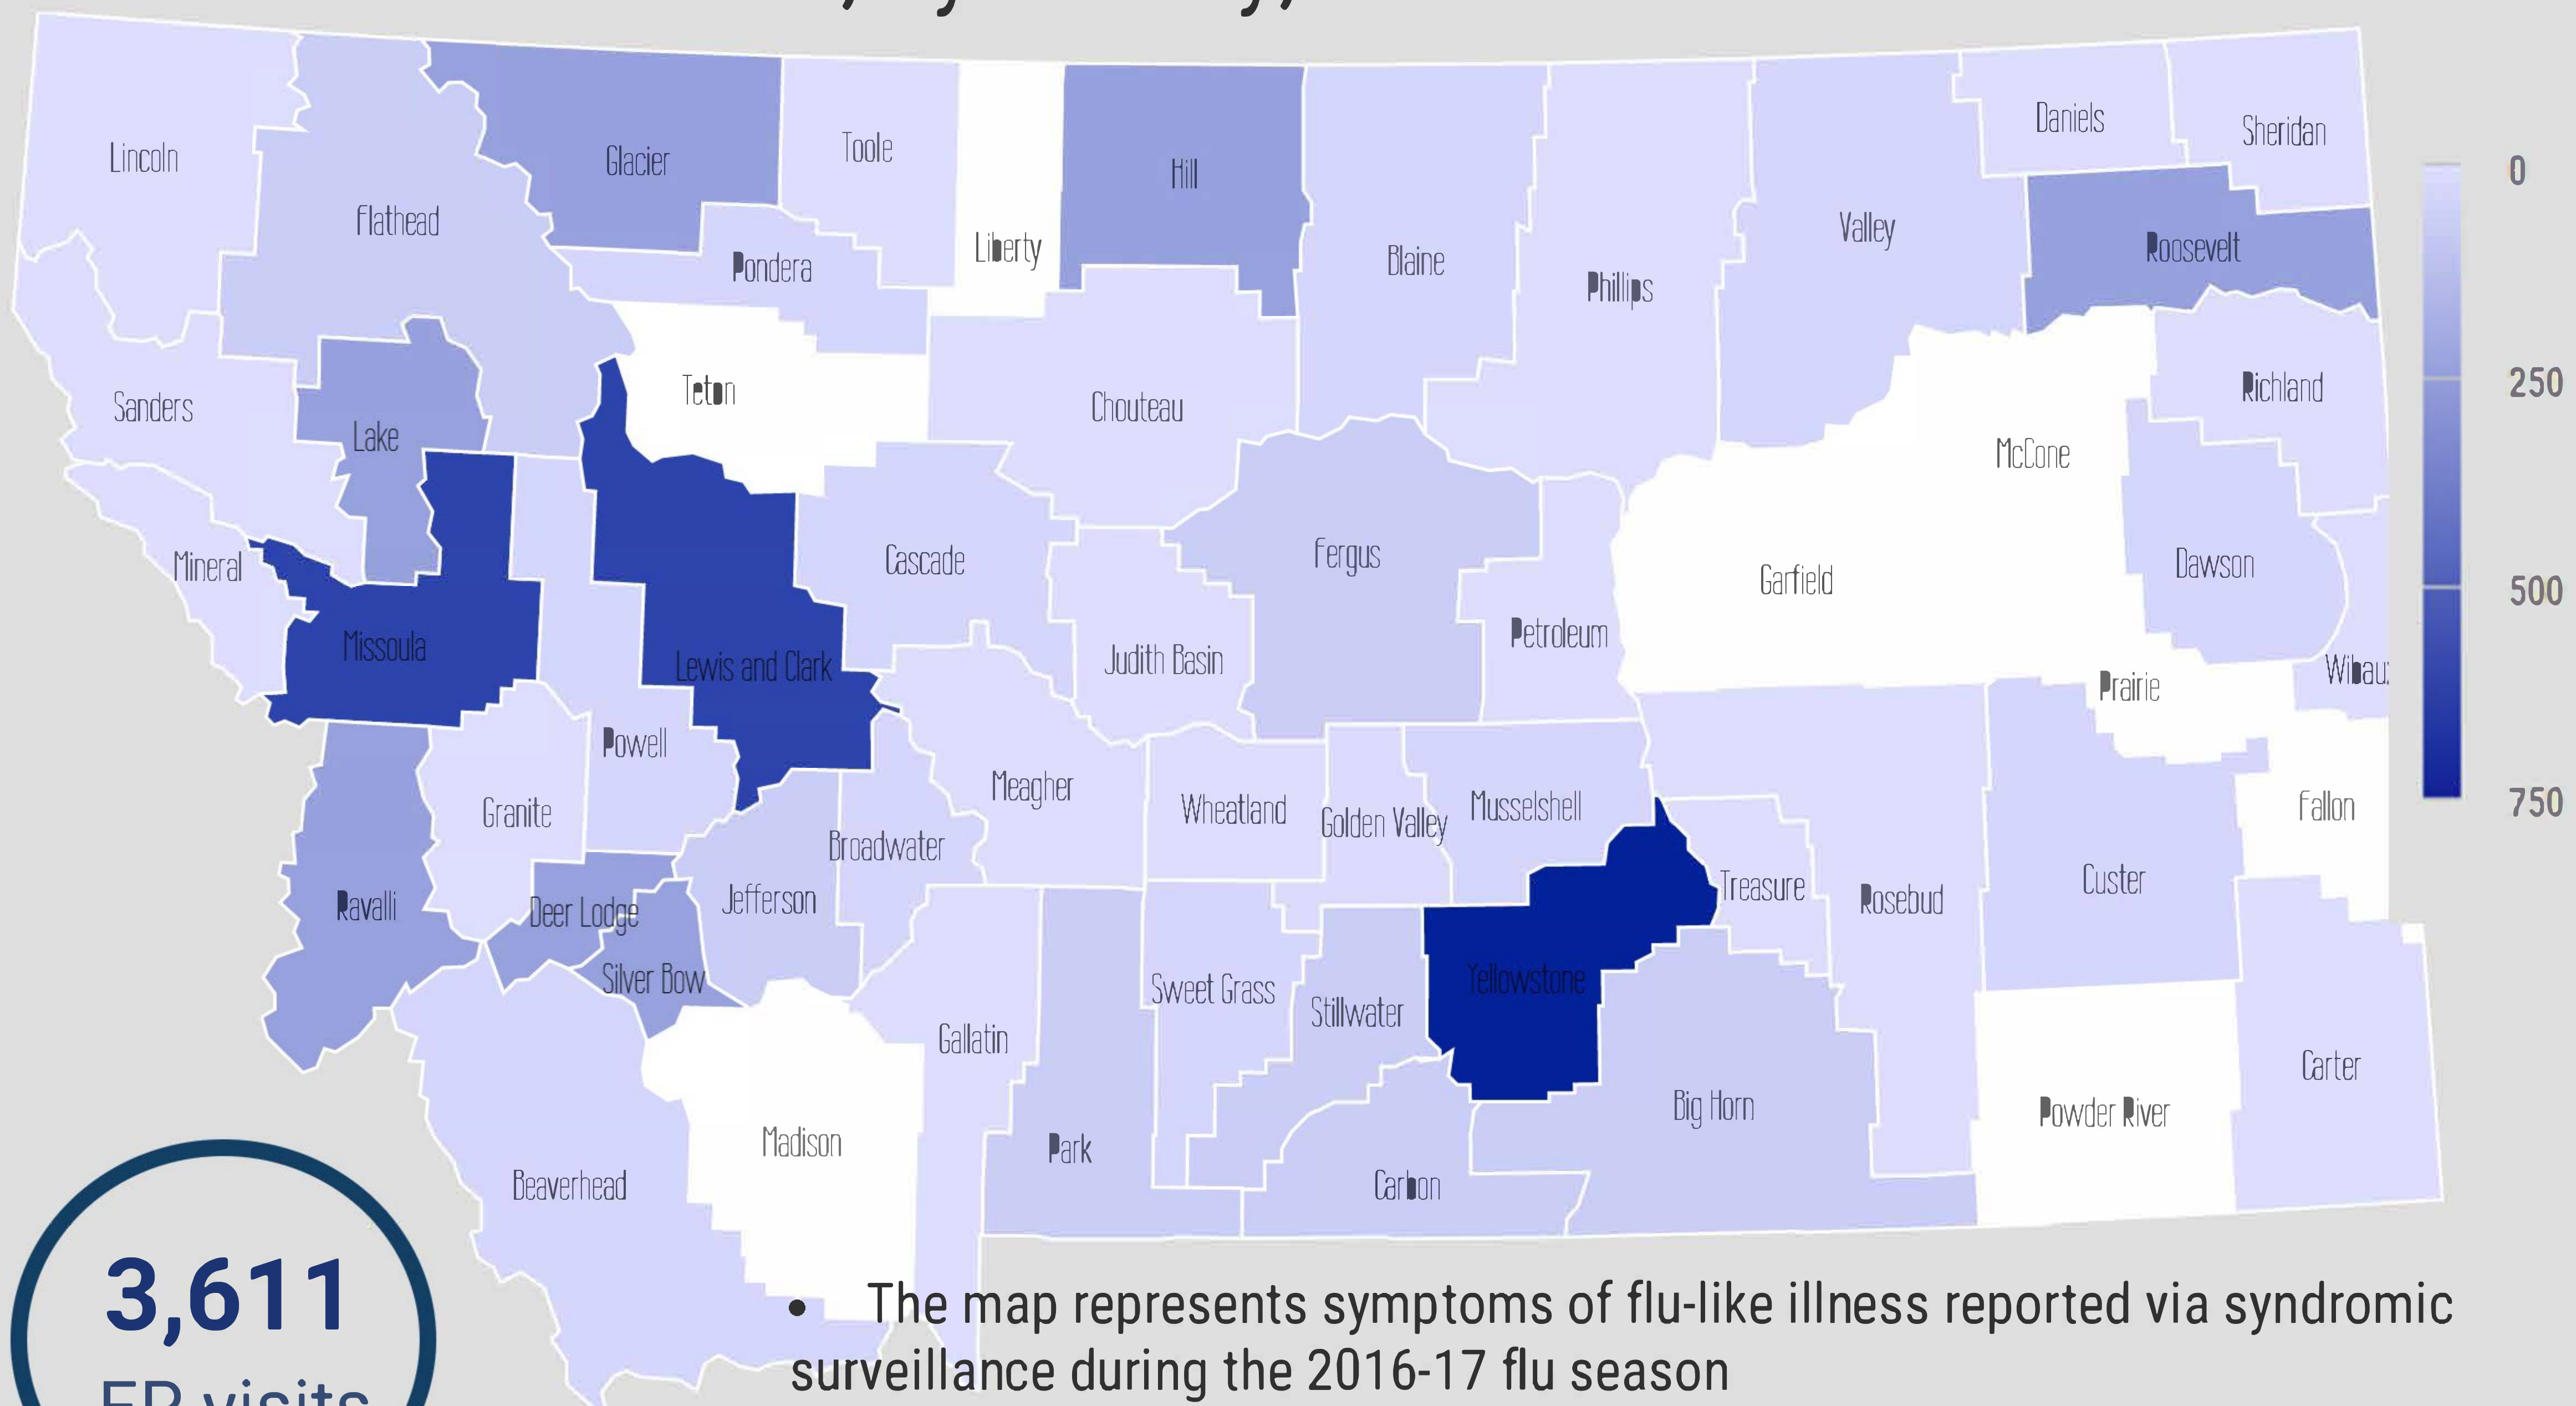 Lincoln
Flathead
Glacier
Toole
Liberty
Hill
Blaine
Phillips
Valley
Daniels
Sheridan
Roosevelt
Pondera
Teton
Chouteau
Richland
McCone
Sanders
Lake
Mineral
Missoula
Lewis and Clark
Cascade
Judith Basin
Fergus
Petroleum
Garfield
Dawson
Prairie
Powell
Granite
Ravalli
Deer Lodge
Silver Bow
Jefferson
Broadwater
Meagher
Wheatland
Golden Valley
Musselshell
Treasure
Rosebud
Custer
Fallon
Yellowstone
Sweet Grass
Stillwater
Gallatin
Park
Carbon
Big Horn
Powder River
Carter
Madison
Beaverhead
0
250
500
750
3,611
ER visits
• The map represents symptoms of flu-like illness reported via syndromic
surveillance during the 2016-17 flu season